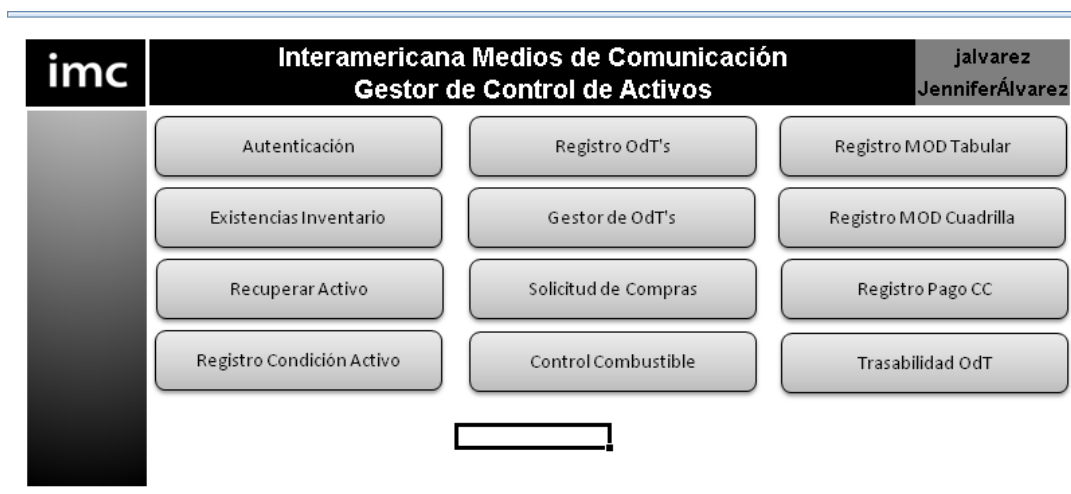 imc
Interamericana Medios de Comunicación
Gestor de Control de Activos
jalvarez
JenniferÁlvarez
Autenticación
Registro OdT's
Registro MOD Tabular
Existencias Inventario
Gestor de OdT's
Registro MOD Cuadrilla
Recuperar Activo
Solicitud de Compras
Registro Pago CC
Registro Condición Activo
Control Combustible
Trasabilidad OdT